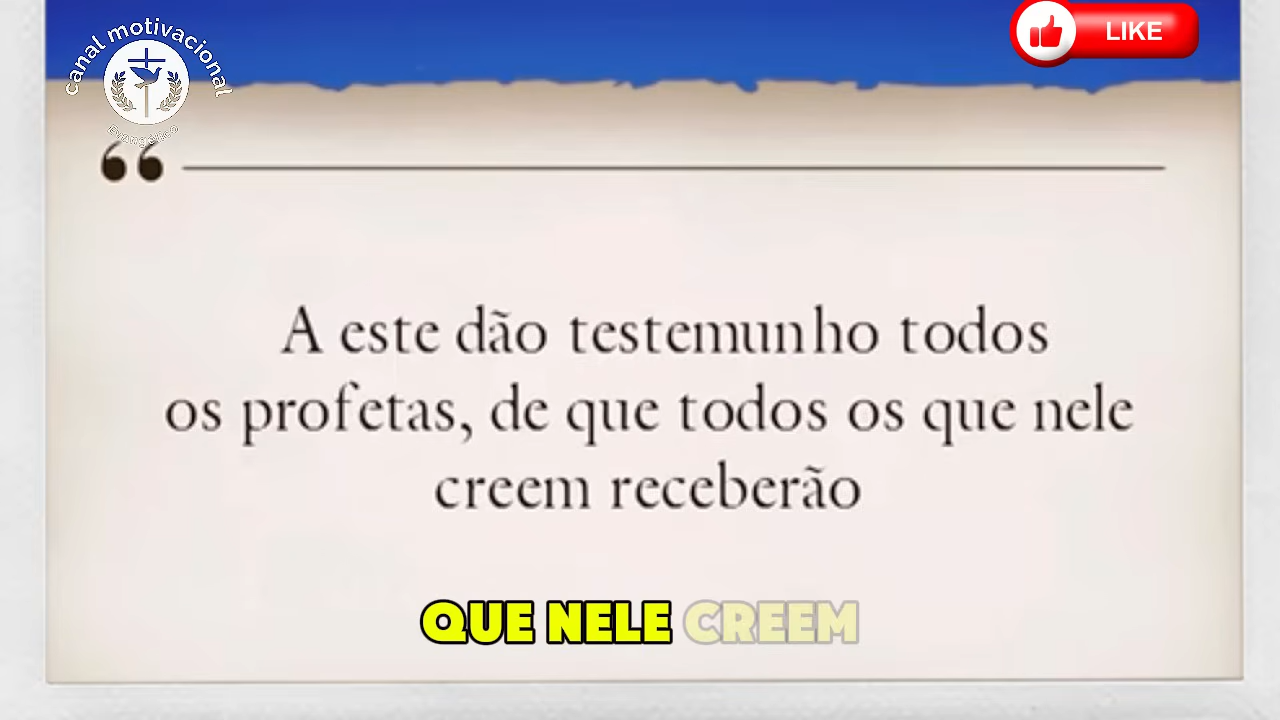 canal motivacional
evangélico
LIKE
“
A este dão testemunho todos
os profetas, de que todos os que nele
creem receberão
QUE NELE CREEM